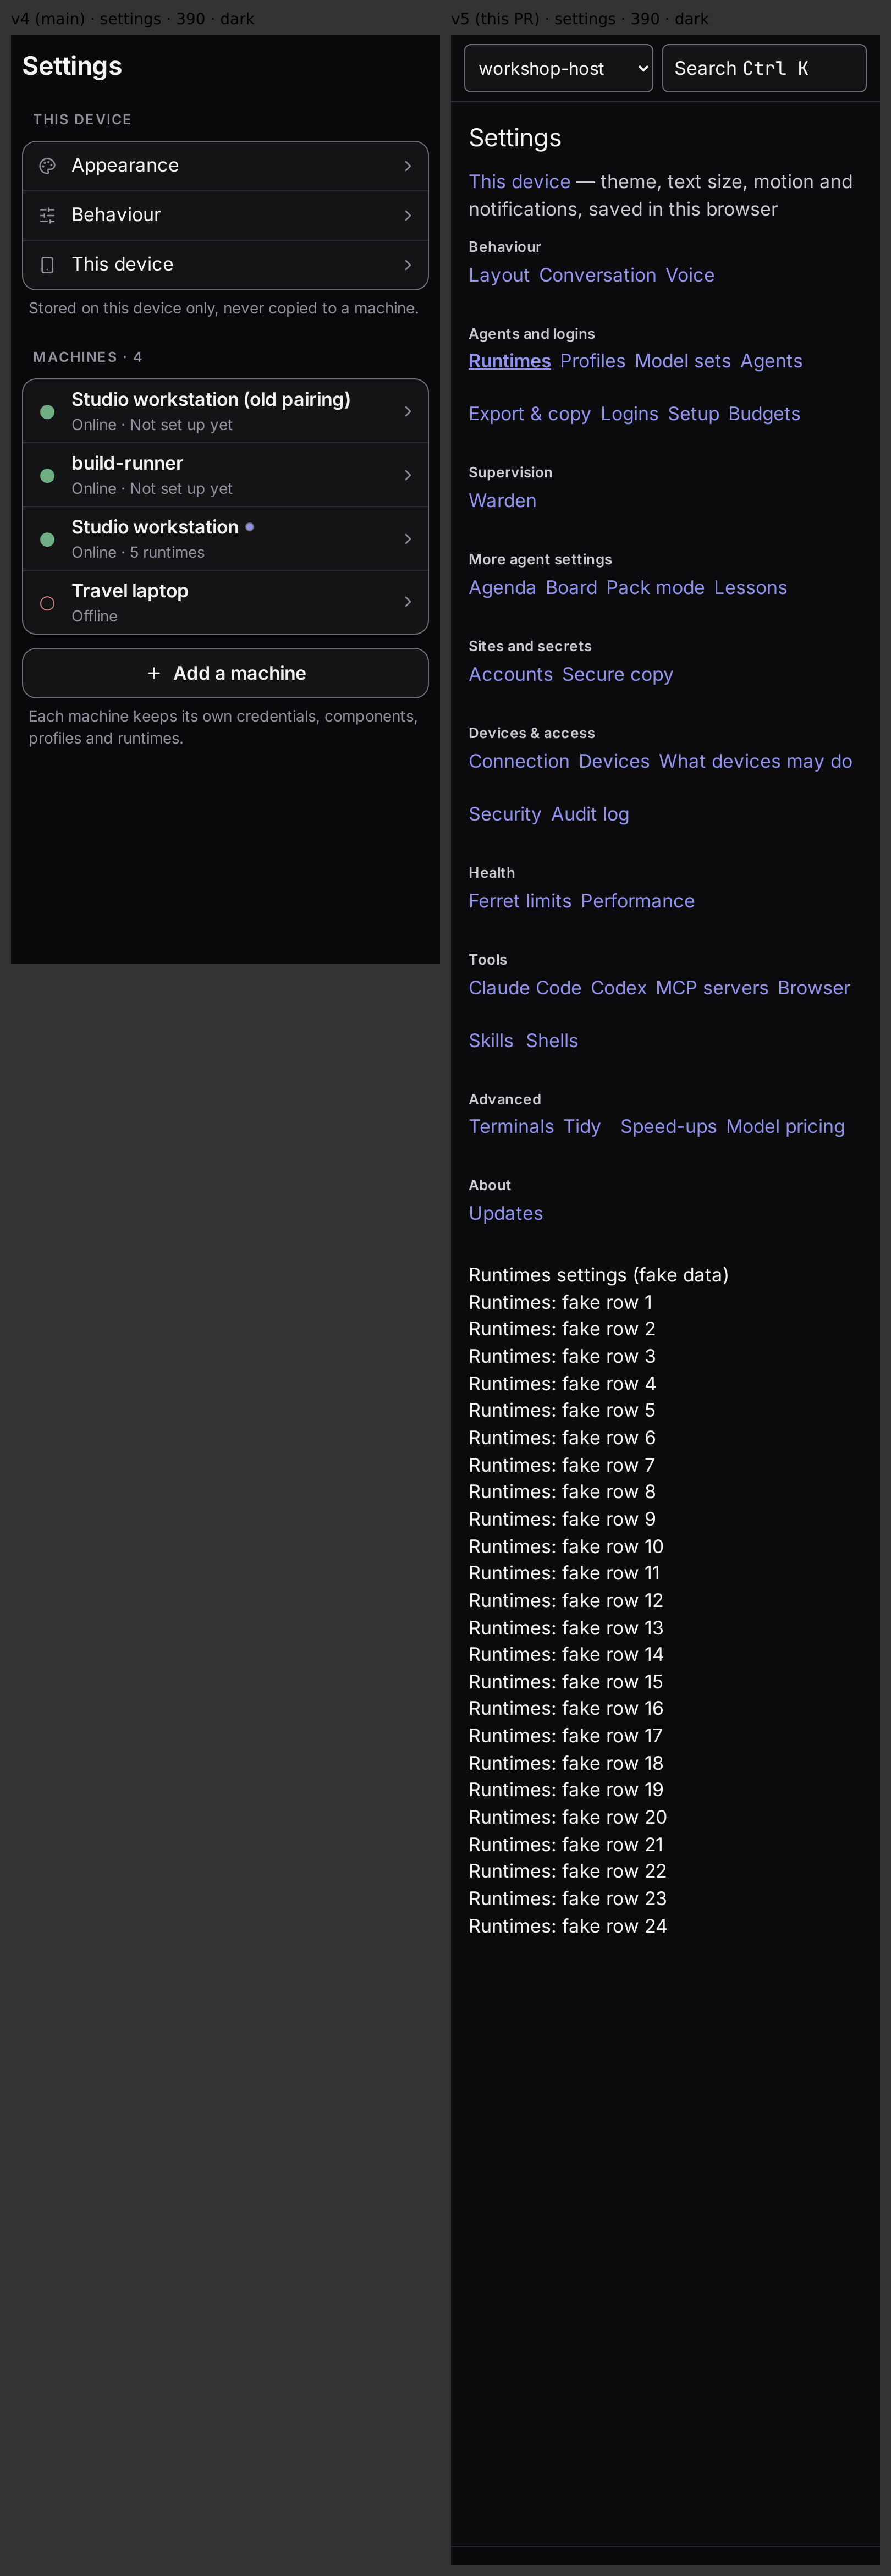 v4 (main) · settings · 390 · dark
Settings
THIS DEVICE
Appearance
Behaviour
This device
Stored on this device only, never copied to a machine.
MACHINES · 4
Studio workstation (old pairing)
Online · Not set up yet
build-runner
Online · Not set up yet
Studio workstation
Online · 5 runtimes
Travel laptop
Offline
+ Add a machine
Each machine keeps its own credentials, components,
profiles and runtimes.
v5 (this PR) · settings · 390 · dark
workshop-host
Search Ctrl K
Settings
This device — theme, text size, motion and
notifications, saved in this browser
Behaviour
Layout Conversation Voice
Agents and logins
Runtimes Profiles Model sets Agents
Export & copy Logins Setup Budgets
Supervision
Warden
More agent settings
Agenda Board Pack mode Lessons
Sites and secrets
Accounts Secure copy
Devices & access
Connection Devices What devices may do
Security Audit log
Health
Ferret limits Performance
Tools
Claude Code Codex MCP servers Browser
Skills Shells
Advanced
Terminals Tidy Speed-ups Model pricing
About
Updates
Runtimes settings (fake data)
Runtimes: fake row 1
Runtimes: fake row 2
Runtimes: fake row 3
Runtimes: fake row 4
Runtimes: fake row 5
Runtimes: fake row 6
Runtimes: fake row 7
Runtimes: fake row 8
Runtimes: fake row 9
Runtimes: fake row 10
Runtimes: fake row 11
Runtimes: fake row 12
Runtimes: fake row 13
Runtimes: fake row 14
Runtimes: fake row 15
Runtimes: fake row 16
Runtimes: fake row 17
Runtimes: fake row 18
Runtimes: fake row 19
Runtimes: fake row 20
Runtimes: fake row 21
Runtimes: fake row 22
Runtimes: fake row 23
Runtimes: fake row 24